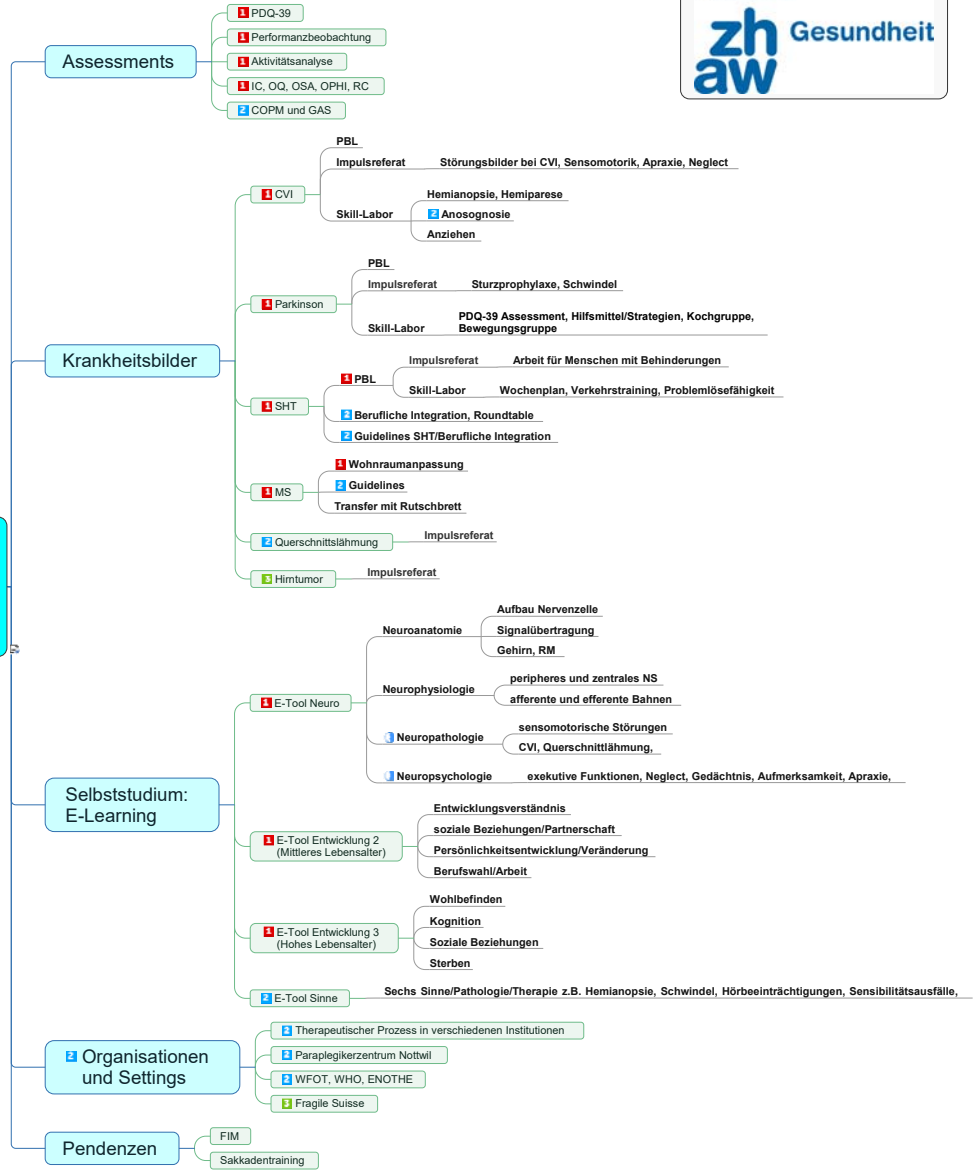 zh
aw
Gesundheit
Assessments
1 PDQ-39
1 Performanzbeobachtung
1 Aktivitätsanalyse
1 IC, OQ, OSA, OPHI, RC
2 COPM und GAS
Krankheitsbilder
1 CVI
PBL
Impulsreferat
Störungsbilder bei CVI, Sensomotorik, Apraxie, Neglect
Skill-Labor
Hemianopsie, Hemiparese
2 Anosognosie
Anziehen
1 Parkinson
PBL
Impulsreferat
Sturzprophylaxe, Schwindel
Skill-Labor
PDQ-39 Assessment, Hilfsmittel/Strategien, Kochgruppe,
Bewegungsgruppe
1 SHT
1 PBL
Impulsreferat
Arbeit für Menschen mit Behinderungen
Skill-Labor
Wochenplan, Verkehrstraining, Problemlösefähigkeit
2 Berufliche Integration, Roundtable
2 Guidelines SHT/Berufliche Integration
1 MS
1 Wohnraumanpassung
2 Guidelines
Transfer mit Rutschbrett
2 Querschnittslähmung
Impulsreferat
3 Hirntumor
Impulsreferat
Selbststudium:
E-Learning
1 E-Tool Neuro
Neuroanatomie
Aufbau Nervenzelle
Signalübertragung
Gehirn, RM
Neurophysiologie
peripheres und zentrales NS
afferente und efferente Bahnen
Neuropathologie
sensomotorische Störungen
CVI, Querschnittlähmung,
Neuropsychologie
exekutive Funktionen, Neglect, Gedächtnis, Aufmerksamkeit, Apraxie,
1 E-Tool Entwicklung 2
(Mittleres Lebensalter)
Entwicklungsverständnis
soziale Beziehungen/Partnerschaft
Persönlichkeitsentwicklung/Veränderung
Berufswahl/Arbeit
1 E-Tool Entwicklung 3
(Hohes Lebensalter)
Wohlbefinden
Kognition
Soziale Beziehungen
Sterben
2 E-Tool Sinne
Sechs Sinne/Pathologie/Therapie z.B. Hemianopsie, Schwindel, Hörbeeinträchtigungen, Sensibilitätsausfälle,
2 Organisationen
und Settings
2 Therapeutischer Prozess in verschiedenen Institutionen
2 Paraplegikerzentrum Nottwil
2 WFOT, WHO, ENOTHE
3 Fragile Suisse
Pendenzen
FIM
Sakkadentraining